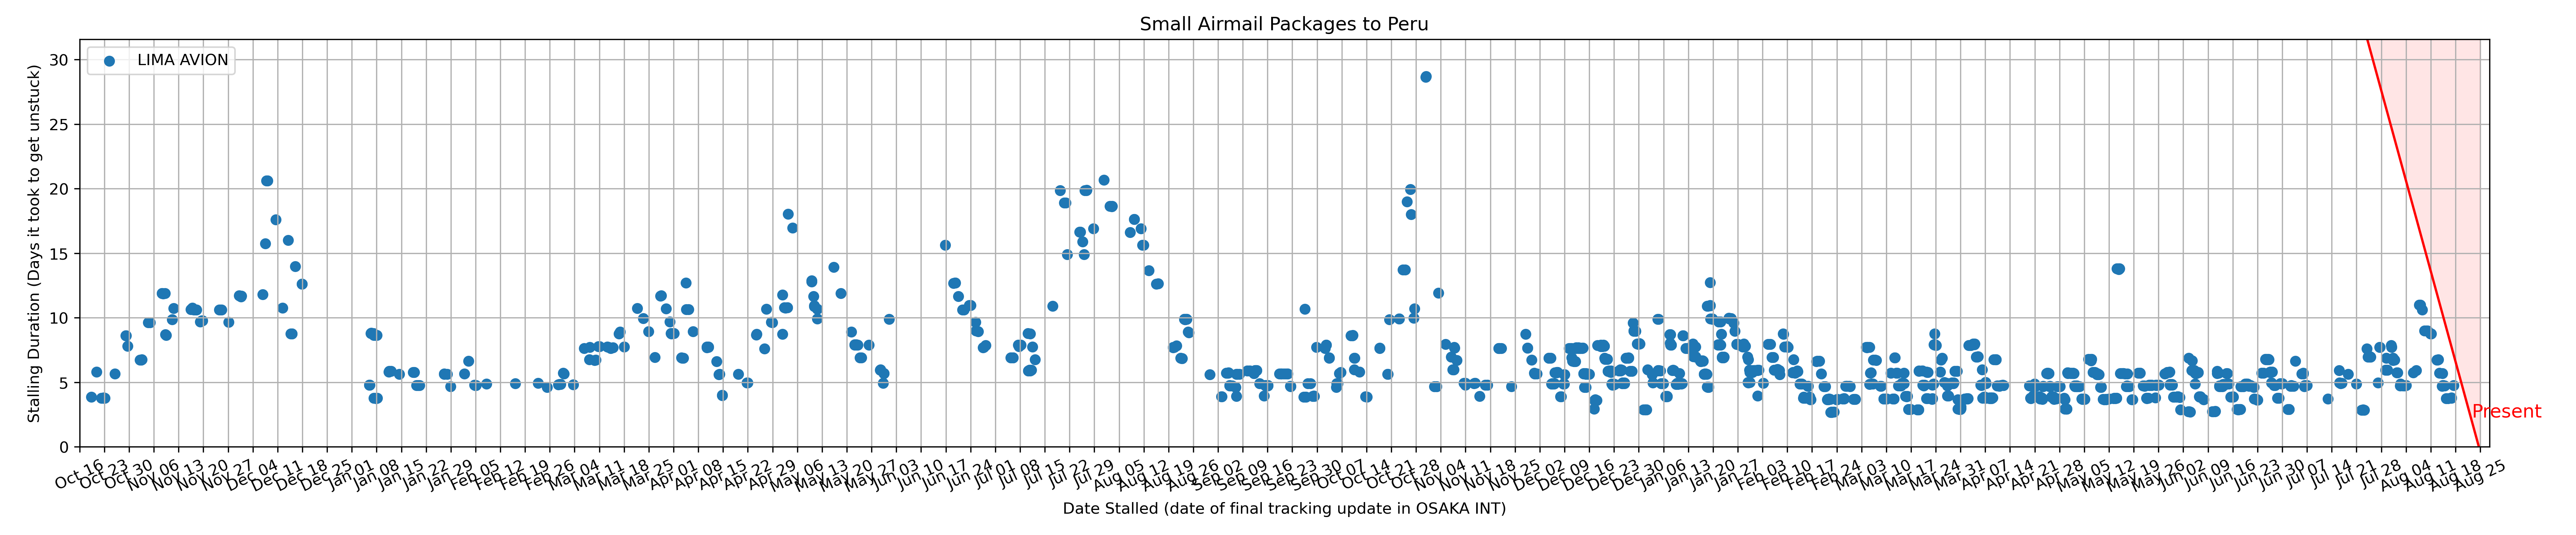 Small Airmail Packages to Peru
LIMA AVION
Stalling Duration (Days it took to get unstuck)
30
25
20
15
10
5
0
Present
Oct 16
Oct 23
Oct 30
Nov 06
Nov 13
Nov 20
Nov 27
Dec 04
Dec 11
Dec 18
Dec 25
Jan 01
Jan 08
Jan 15
Jan 22
Jan 29
Feb 05
Feb 12
Feb 19
Feb 26
Mar 04
Mar 11
Mar 18
Mar 25
Apr 01
Apr 08
Apr 15
Apr 22
Apr 29
May 06
May 13
May 20
May 27
Jun 03
Jun 10
Jun 17
Jun 24
Jul 01
Jul 08
Jul 15
Jul 22
Jul 29
Aug 05
Aug 12
Aug 19
Aug 26
Sep 02
Sep 09
Sep 16
Sep 23
Sep 30
Oct 07
Oct 14
Oct 21
Oct 28
Nov 04
Nov 11
Nov 18
Nov 25
Dec 02
Dec 09
Dec 16
Dec 23
Dec 30
Jan 06
Jan 13
Jan 20
Jan 27
Feb 03
Feb 10
Feb 17
Feb 24
Mar 03
Mar 10
Mar 17
Mar 24
Mar 31
Apr 07
Apr 14
Apr 21
Apr 28
May 05
May 12
May 19
May 26
Jun 02
Jun 09
Jun 16
Jun 23
Jun 30
Jul 07
Jul 14
Jul 21
Jul 28
Aug 04
Aug 11
Aug 18
Aug 25
Date Stalled (date of final tracking update in OSAKA INT)